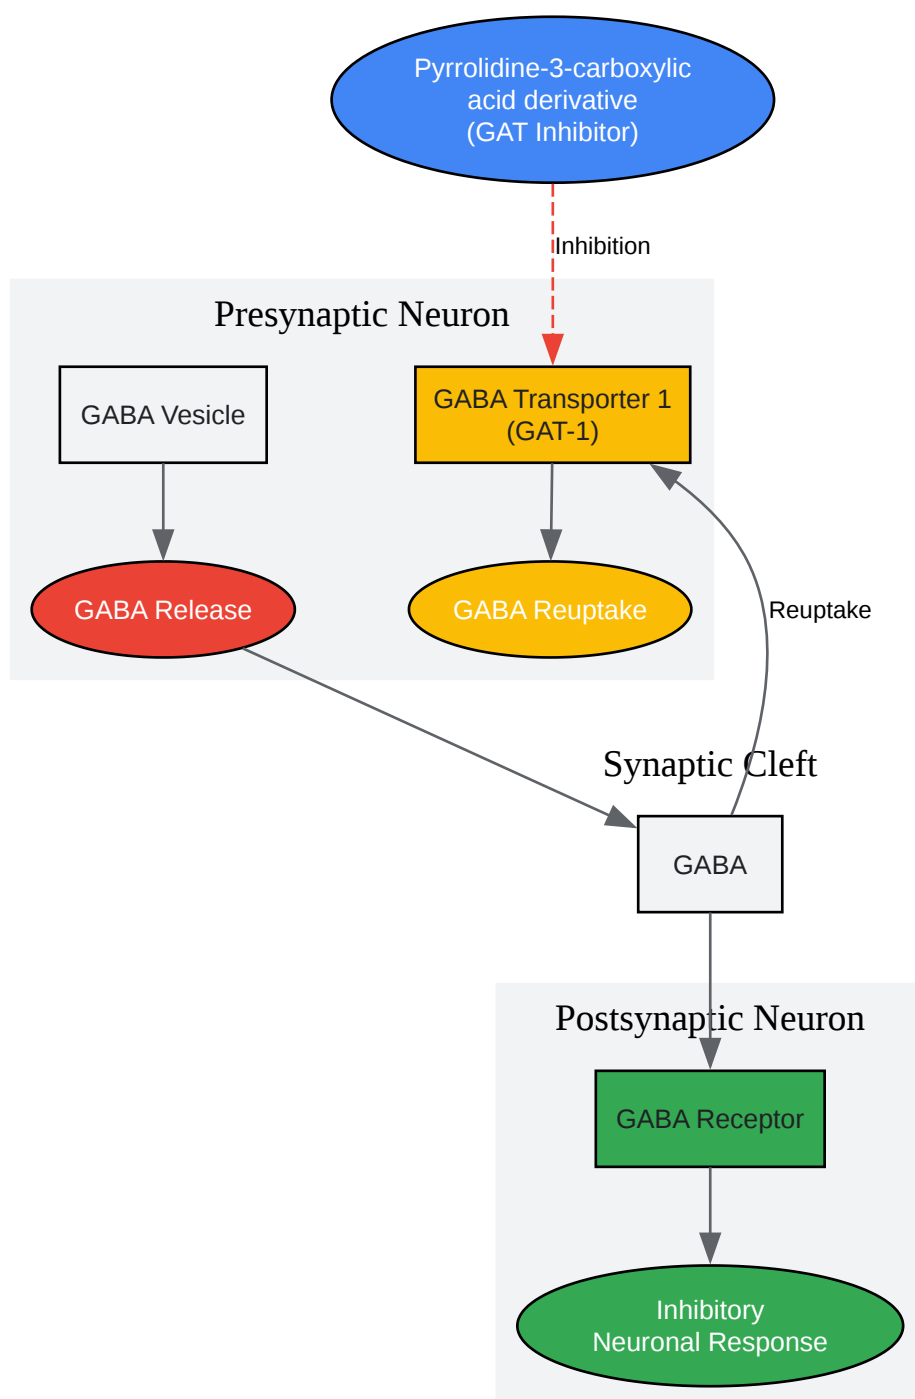 Pyrrolidine-3-carboxylic
acid derivative
(GAT Inhibitor)
Inhibition
Presynaptic Neuron
GABA Vesicle
GABA Transporter 1
(GAT-1)
GABA Release
GABA Reuptake
Reuptake
Synaptic Cleft
GABA
Postsynaptic Neuron
GABA Receptor
Inhibitory
Neuronal Response